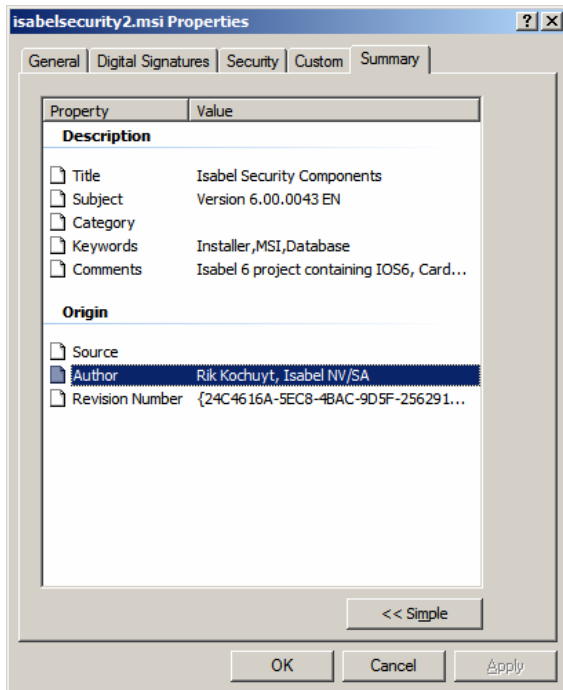 isabelsecurity2.msi Properties
General Digital Signatures Security Custom Summary
Property Value
Description
Title Isabel Security Components
Subject Version 6.00.0043 EN
Category
Keywords Installer,MSI,Database
Comments Isabel 6 project containing IOS6, Card...
Origin
Source
Author Rik Kochuyt, Isabel NV/SA
Revision Number {24C4616A-5EC8-4BAC-9D5F-256291...
<< Simple
OK Cancel Apply